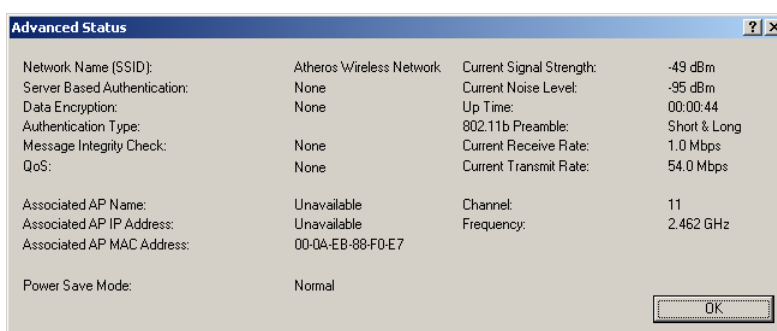 Advanced Status
Network Name (SSID): Atheros Wireless Network Current Signal Strength: -49 dBm
Server Based Authentication: None Current Noise Level: -95 dBm
Data Encryption: None Up Time: 00:00:44
Authentication Type: 802.11b Preamble: Short & Long
Message Integrity Check: None Current Receive Rate: 1.0 Mbps
QoS: None Current Transmit Rate: 54.0 Mbps
Associated AP Name: Unavailable Channel: 11
Associated AP IP Address: Unavailable Frequency: 2.462 GHz
Associated AP MAC Address: 00-0A-EB-88-F0-E7
Power Save Mode: Normal
OK